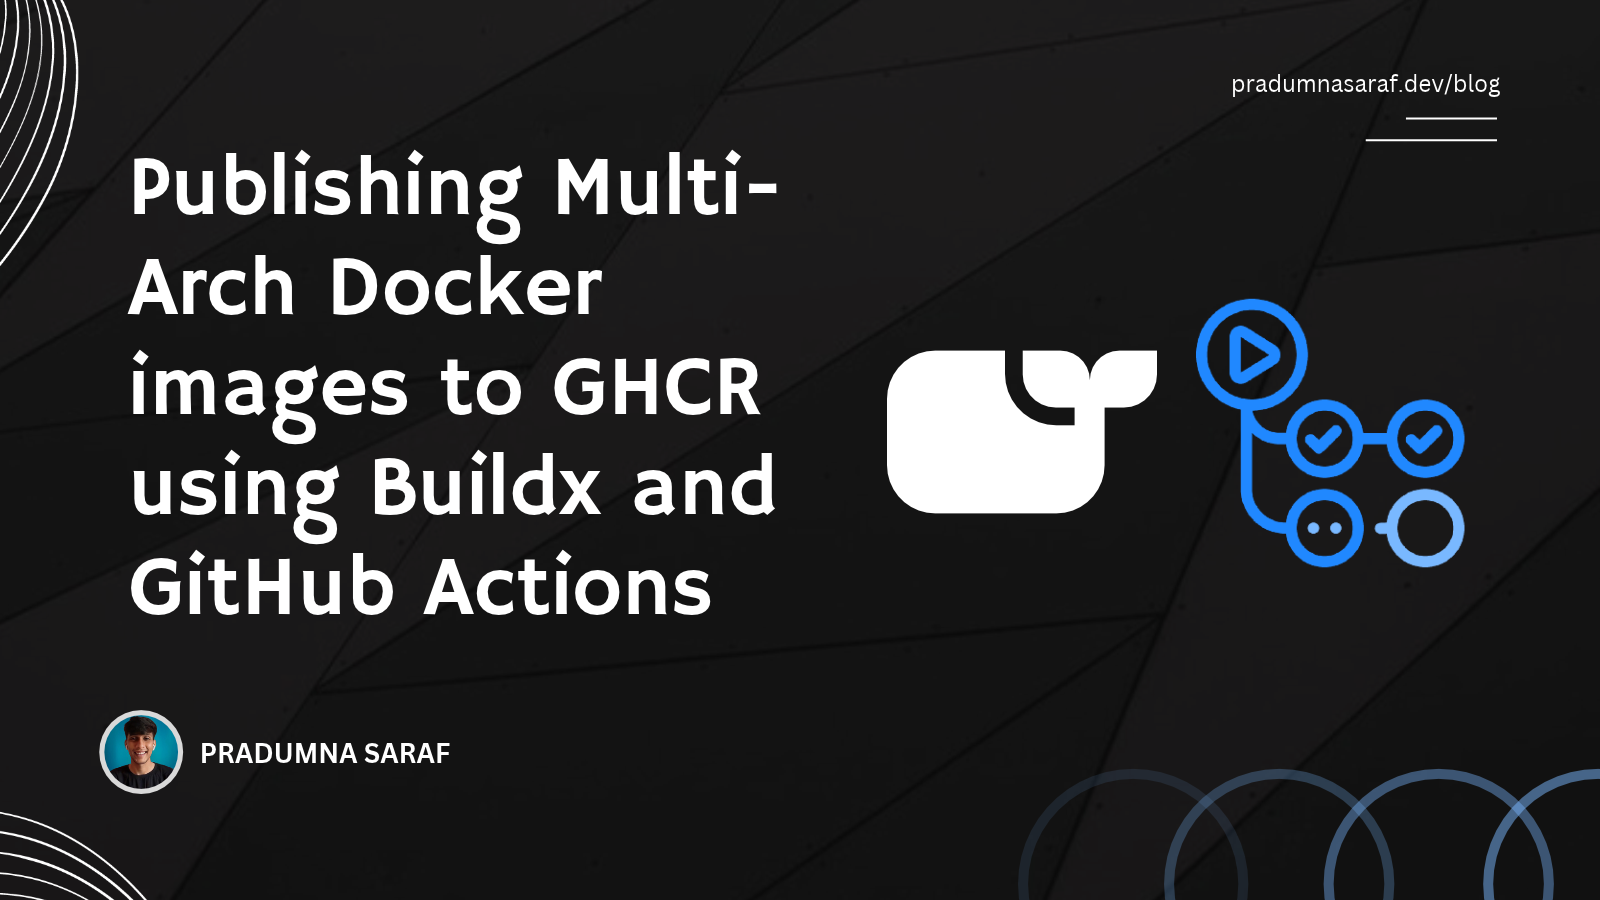 pradumnasaraf.dev/blog
Publishing Multi-
Arch Docker
images to GHCR
using Buildx and
GitHub Actions
PRADUMNA SARAF